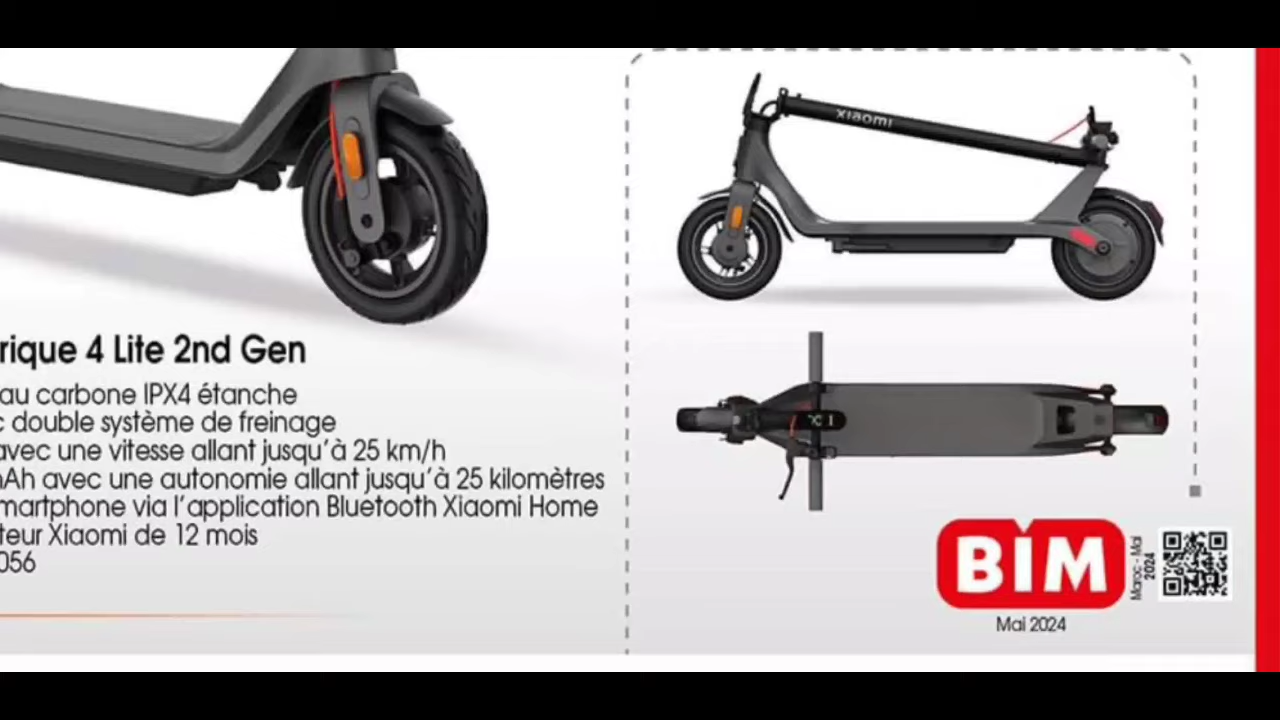 xiaomi
rique 4 Lite 2nd Gen
au carbone IPX4 étanche
c double système de freinage
avec une vitesse allant jusqu'à 25 km/h
nAh avec une autonomie allant jusqu'à 25 kilomètres
martphone via l'application Bluetooth Xiaomi Home
teur Xiaomi de 12 mois
056
BİM
Maroc - Mai
2024
Mai 2024